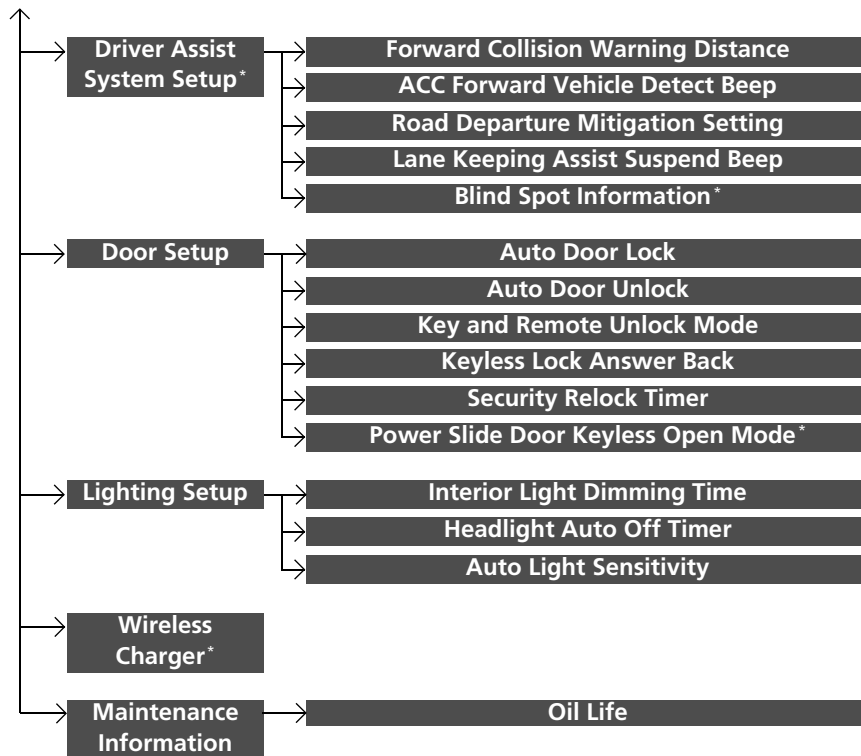 Driver Assist
System Setup*
Forward Collision Warning Distance
ACC Forward Vehicle Detect Beep
Road Departure Mitigation Setting
Lane Keeping Assist Suspend Beep
Blind Spot Information*
Door Setup
Auto Door Lock
Auto Door Unlock
Key and Remote Unlock Mode
Keyless Lock Answer Back
Security Relock Timer
Power Slide Door Keyless Open Mode*
Lighting Setup
Interior Light Dimming Time
Headlight Auto Off Timer
Auto Light Sensitivity
Wireless
Charger*
Maintenance
Information
Oil Life